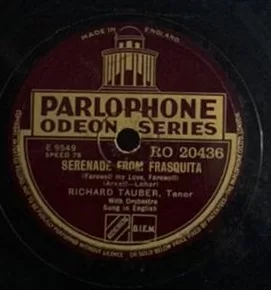 MADE IN ENGLAND.
PARLOPHONE
ODEON SERIES
E 9549
SPEED 78
RO 20436
SERENADE FROM FRASQUITA
(Farewell my Love, Farewell)
(Arkell—Lehar)
RICHARD TAUBER, Tenor
With Orchestra
Sung in English
B.I.E.M.